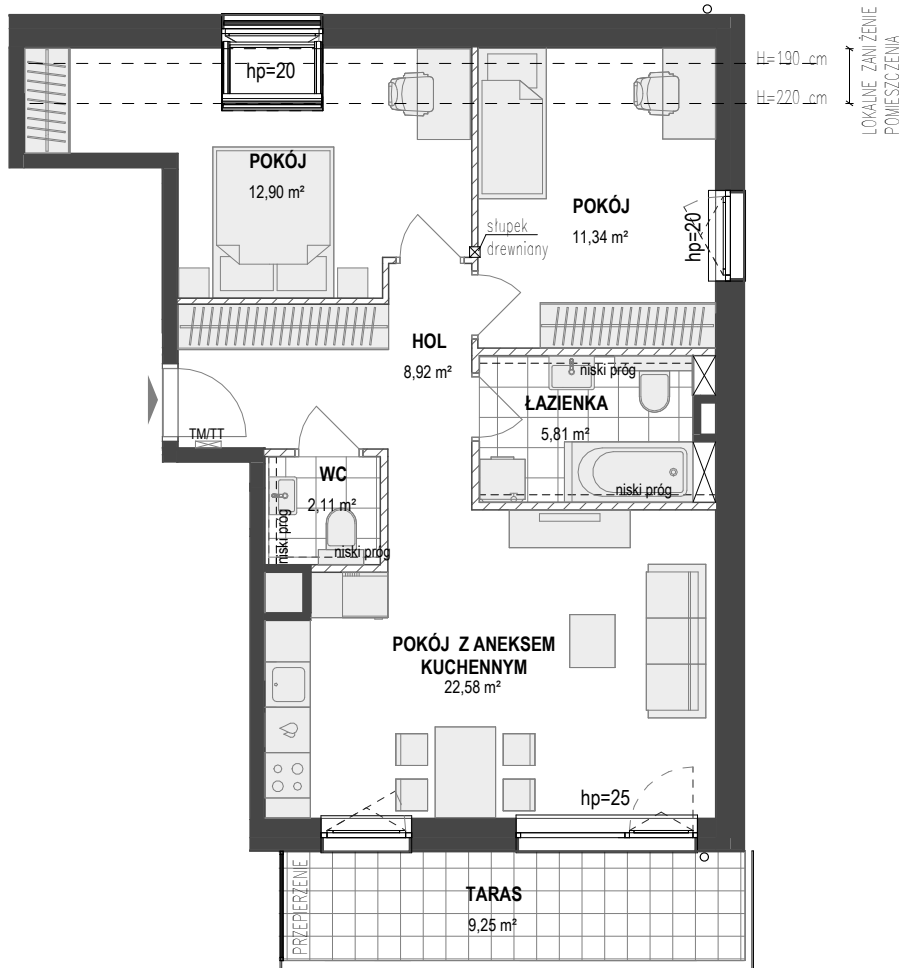 H=190 cm
H=220 cm
LOKALNE ZANIŻENIE
POMIESZCZENIA
hp=20
POKÓJ
12,90 m²
POKÓJ
11,34 m²
hp=20
słupek
drewniany
HOL
8,92 m²
niski próg
ŁAZIENKA
5,81 m²
niski próg
TM/TT
WC
2,11 m²
niski próg
niski próg
POKÓJ Z ANEKSEM
KUCHENNYM
22,58 m²
hp=25
PRZEPIERZENIE
TARAS
9,25 m²